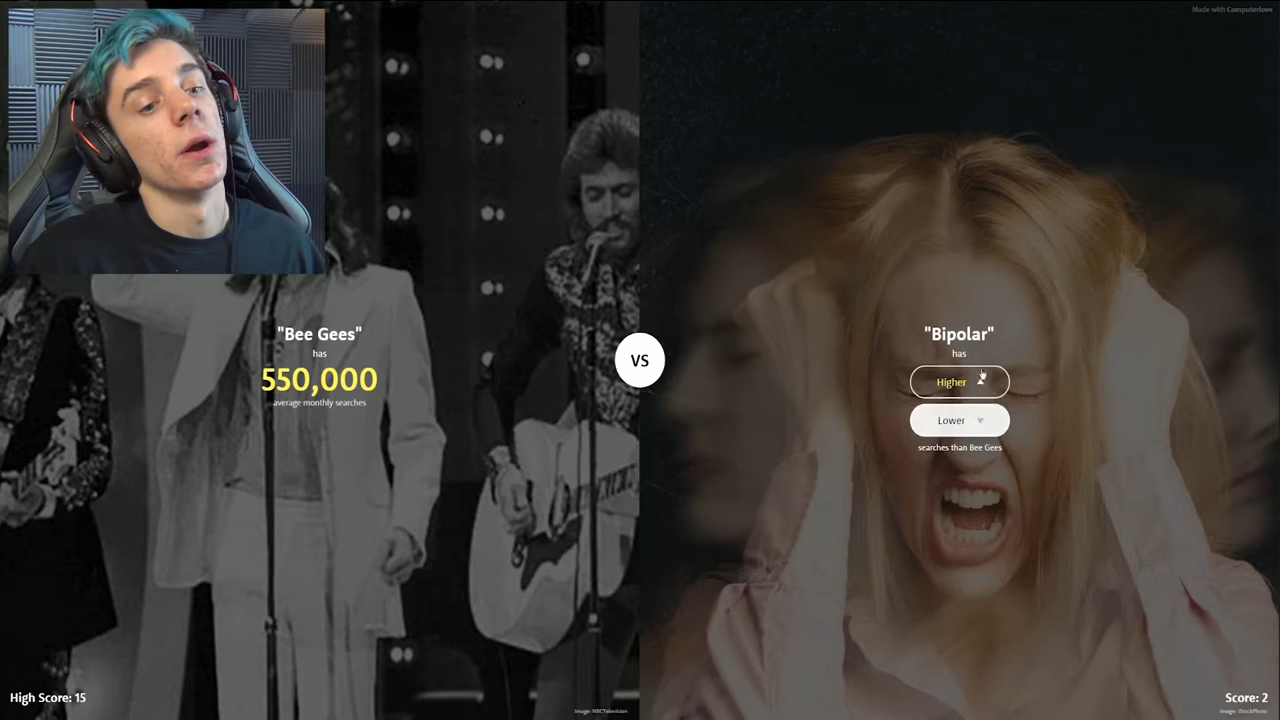 Made with Computerlove
"Bee Gees"
has
550,000
average monthly searches
VS
"Bipolar"
has
Higher
Lower
searches than Bee Gees
High Score: 15
Image: NBCTelevision
Score: 2
Image: iStockPhoto